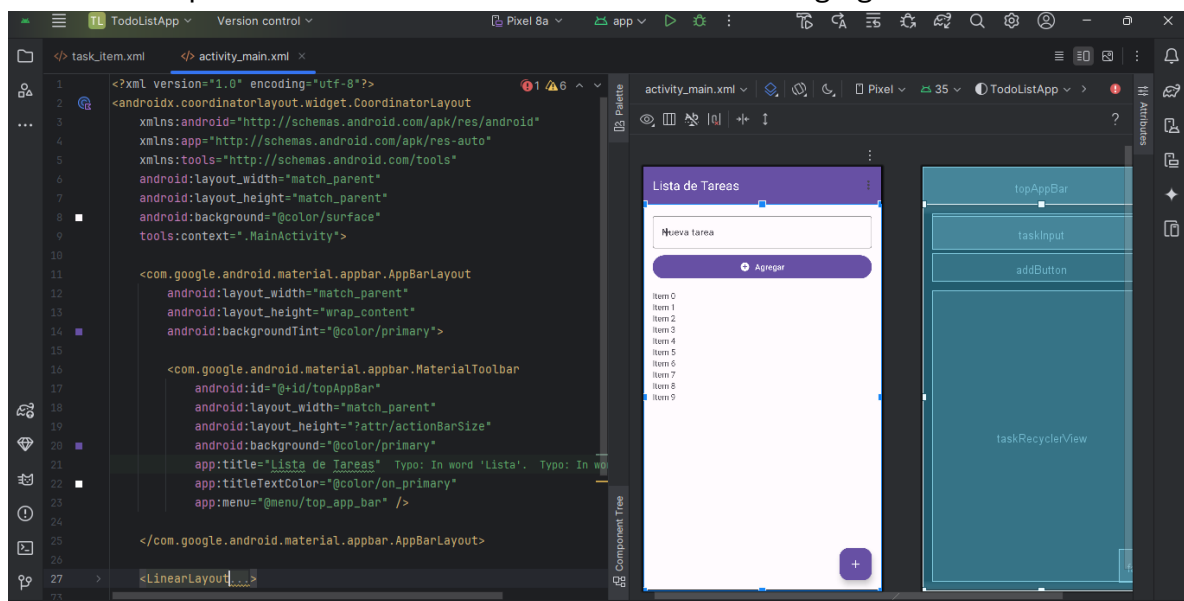 TL TodoListApp Version control Pixel 8a app
task_item.xml </> activity_main.xml
1 <?xml version="1.0" encoding="utf-8"?> 1 6
2 <androidx.coordinatorlayout.widget.CoordinatorLayout
3 xmlns:android="http://schemas.android.com/apk/res/android"
4 xmlns:app="http://schemas.android.com/apk/res-auto"
5 xmlns:tools="http://schemas.android.com/tools"
6 android:layout_width="match_parent"
7 android:layout_height="match_parent"
8 android:background="@color/surface"
9 tools:context=".MainActivity">
10
11 <com.google.android.material.appbar.AppBarLayout
12 android:layout_width="match_parent"
13 android:layout_height="wrap_content"
14 android:backgroundTint="@color/primary">
15
16 <com.google.android.material.appbar.MaterialToolbar
17 android:id="@+id/topAppBar"
18 android:layout_width="match_parent"
19 android:layout_height="?attr/actionBarSize"
20 android:background="@color/primary"
21 app:title="Lista de Tareas" Typo: In word 'Lista'. Typo: In wo
22 app:titleTextColor="@color/on_primary"
23 app:menu="@menu/top_app_bar" />
24
25 </com.google.android.material.appbar.AppBarLayout>
26
27 <LinearLayout...>
73
Palette
Component Tree
activity_main.xml Pixel 35 TodoListApp
Attributes
Lista de Tareas
Nueva tarea
Agregar
Item 0
Item 1
Item 2
Item 3
Item 4
Item 5
Item 6
Item 7
Item 8
Item 9
+
topAppBar
taskInput
addButton
taskRecyclerView